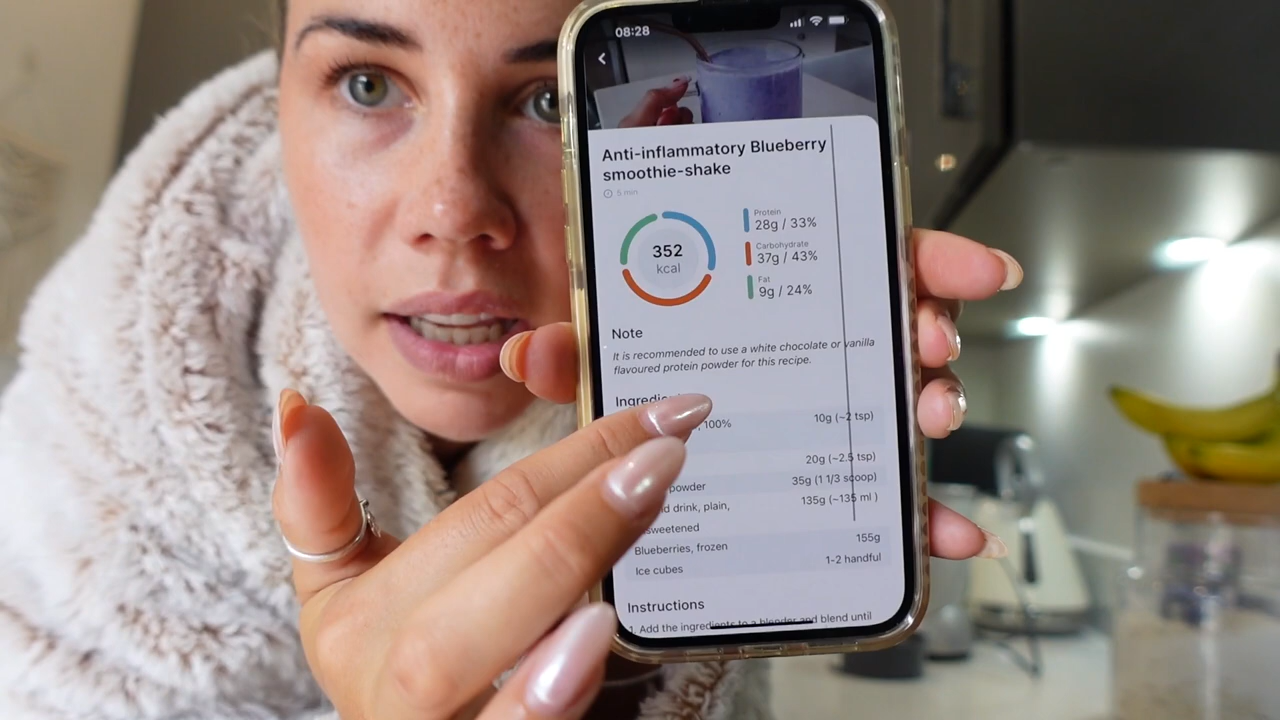 08:28
Anti-inflammatory Blueberry
smoothie-shake
5 min
352
kcal
Protein
28g / 33%
Carbohydrate
37g / 43%
Fat
9g / 24%
Note
It is recommended to use a white chocolate or vanilla
flavoured protein powder for this recipe.
100% 10g (~2 tsp)
20g (~2.5 tsp)
powder 35g (1 1/3 scoop)
drink, plain, 135g (~135 ml )
Blueberries, frozen 155g
Ice cubes 1-2 handful
Instructions
1. Add the ingredients to a blender and blend until